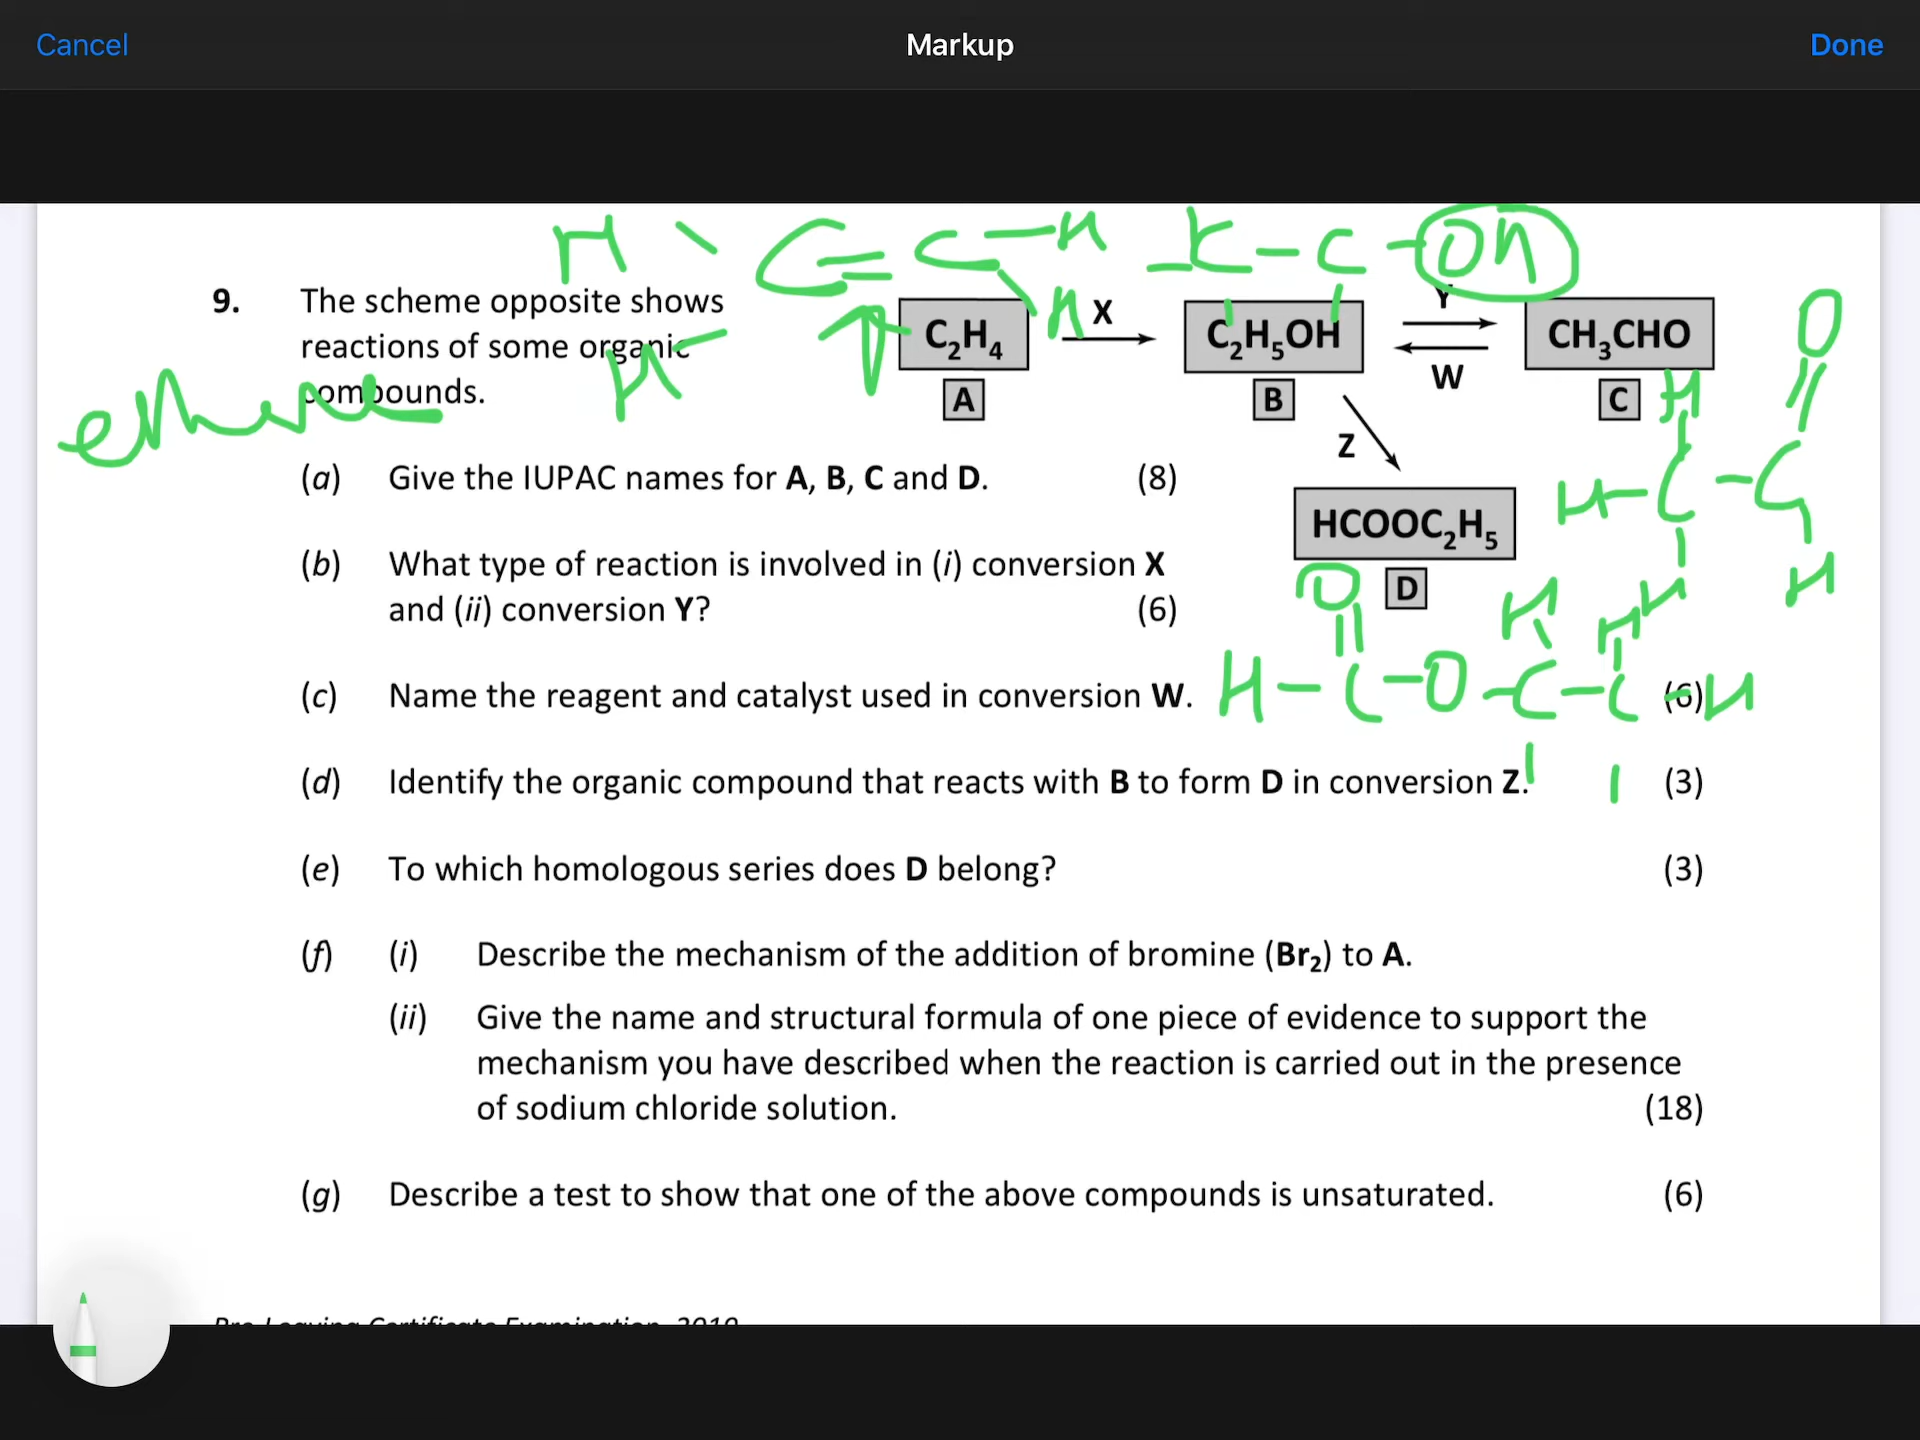 Cancel
Markup
Done
H C = C - H
H
H
C - C - OH
ethene
9. The scheme opposite shows
reactions of some organic
compounds.
C₂H₄
A
X
C₂H₅OH
B
Y
W
CH₃CHO
C
Z
HCOOC₂H₅
D
O
H
H - C - C
H
H
(a) Give the IUPAC names for A, B, C and D. (8)
(b) What type of reaction is involved in (i) conversion X
and (ii) conversion Y? (6)
O
H
H
H - C - O - C - C - H
(c) Name the reagent and catalyst used in conversion W. (6)
(d) Identify the organic compound that reacts with B to form D in conversion Z. (3)
(e) To which homologous series does D belong? (3)
(f) (i) Describe the mechanism of the addition of bromine (Br₂) to A.
(ii) Give the name and structural formula of one piece of evidence to support the
mechanism you have described when the reaction is carried out in the presence
of sodium chloride solution. (18)
(g) Describe a test to show that one of the above compounds is unsaturated. (6)
Pre-Leaving Certificate Examination, 2019